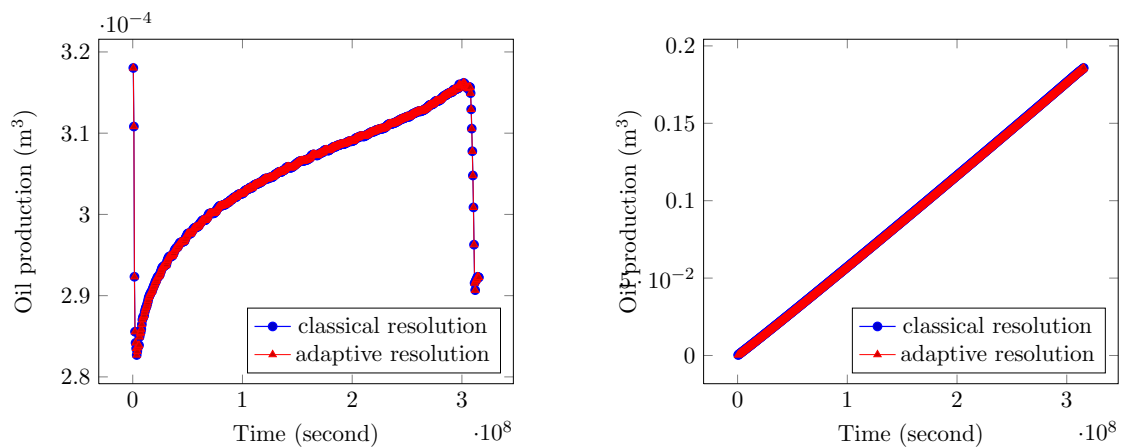 ·10⁻⁴
3.2
3.1
3
2.9
2.8
Oil production (m³)
classical resolution
adaptive resolution
0 1 2 3
Time (second)
·10⁸
0.2
0.15
0.1
5 · 10⁻²
0
Oil production (m³)
classical resolution
adaptive resolution
0 1 2 3
Time (second)
·10⁸